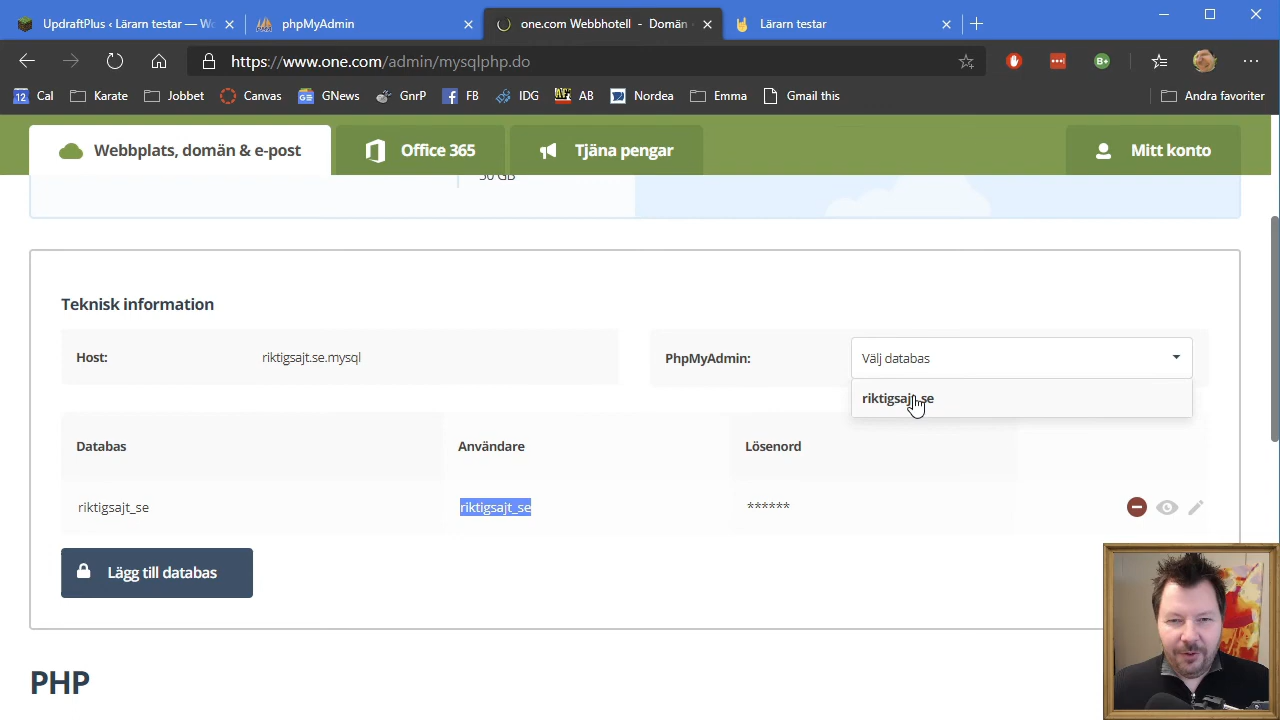 UpdraftPlus ‹ Lärarn testar — Wo
phpMyAdmin
one.com Webbhotell - Domän
Lärarn testar
https://www.one.com/admin/mysqlphp.do
Cal
Karate
Jobbet
Canvas
GNews
GnrP
FB
IDG
AB
Nordea
Emma
Gmail this
Andra favoriter
Webbplats, domän & e-post
Office 365
Tjäna pengar
Mitt konto
50 GB
Teknisk information
Host:
riktigsajt.se.mysql
PhpMyAdmin:
Välj databas
riktigsajt_se
Databas
Användare
Lösenord
riktigsajt_se
riktigsajt_se
******
Lägg till databas
PHP